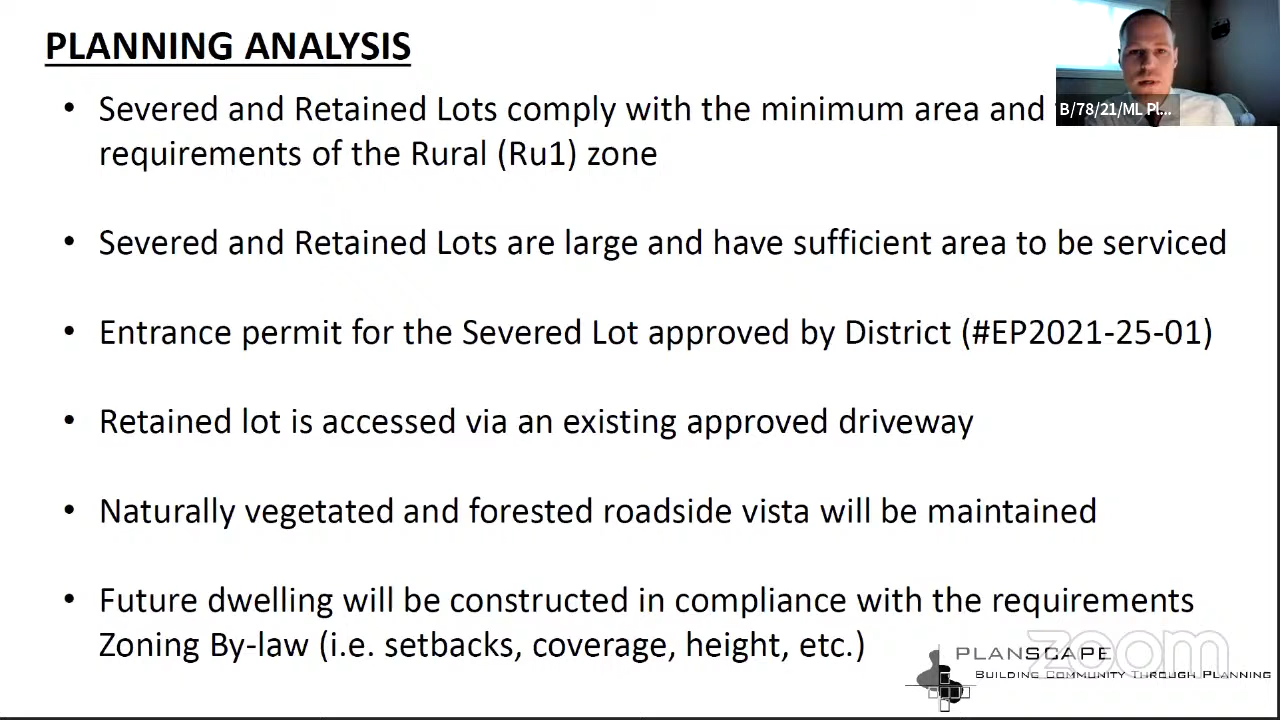 PLANNING ANALYSIS
• Severed and Retained Lots comply with the minimum area and
requirements of the Rural (Ru1) zone
• Severed and Retained Lots are large and have sufficient area to be serviced
• Entrance permit for the Severed Lot approved by District (#EP2021-25-01)
• Retained lot is accessed via an existing approved driveway
• Naturally vegetated and forested roadside vista will be maintained
• Future dwelling will be constructed in compliance with the requirements
Zoning By-law (i.e. setbacks, coverage, height, etc.)
B/78/21/ML Pl...
PLANSCAPE
BUILDING COMMUNITY THROUGH PLANNING
zoom